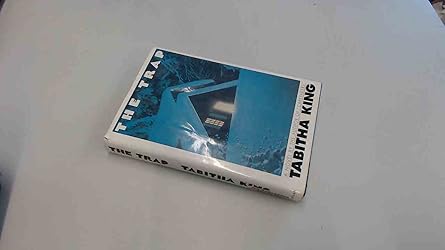 THE TRAP
TABITHA KING
THE TRAP TABITHA KING